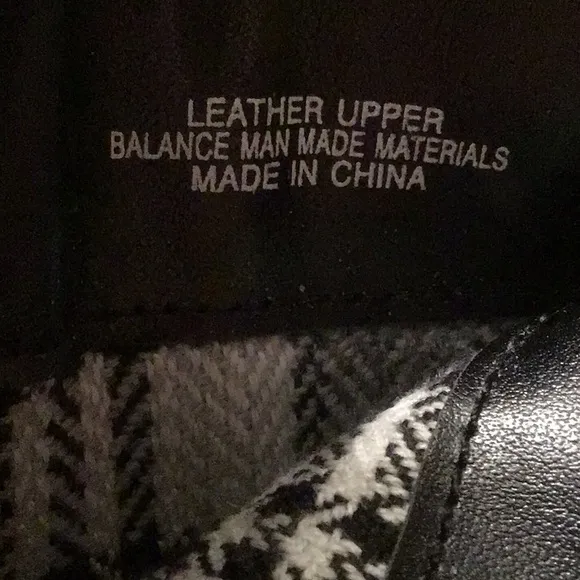 LEATHER UPPER
BALANCE MAN MADE MATERIALS
MADE IN CHINA